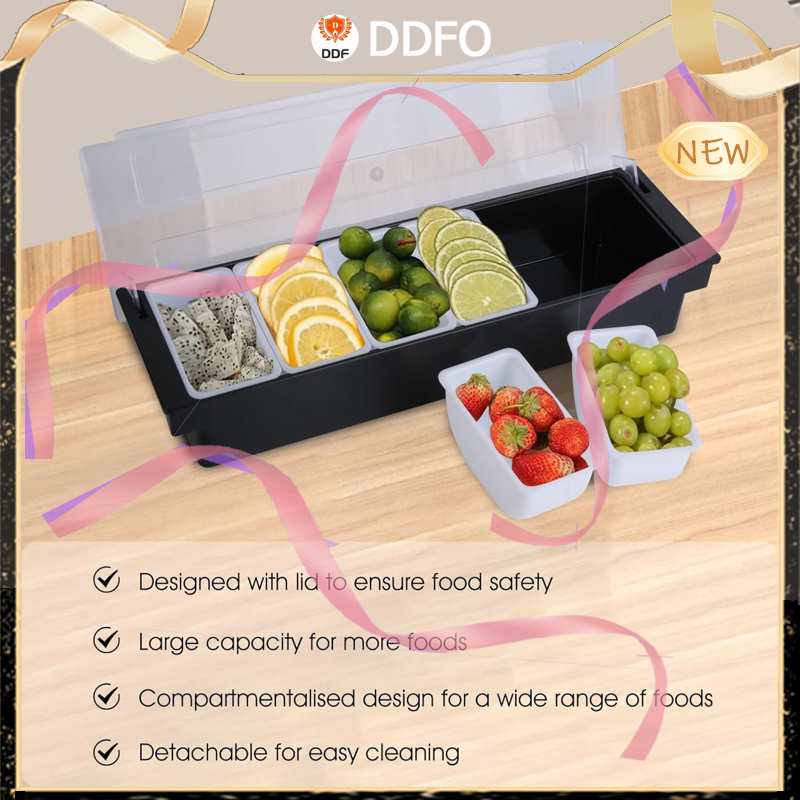 DDF
DDFO
NEW
Designed with lid to ensure food safety
Large capacity for more foods
Compartmentalised design for a wide range of foods
Detachable for easy cleaning